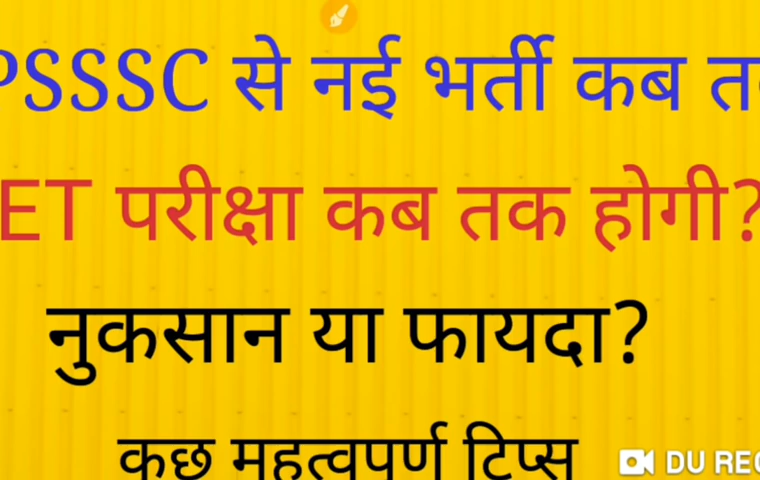 PSSSC से नई भर्ती कब त
ET परीक्षा कब तक होगी?
नुकसान या फायदा?
कुछ महत्वपूर्ण टिप्स
DU REC